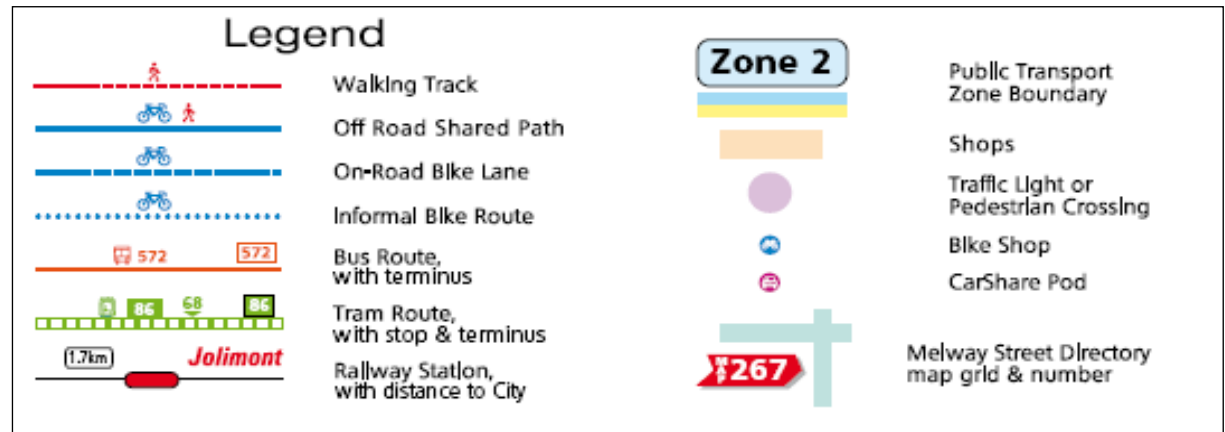 Legend
Walking Track
Off Road Shared Path
On-Road Bike Lane
Informal Bike Route
572
572
Bus Route,
with terminus
86
68
86
Tram Route,
with stop & terminus
1.7km
Jolimont
Railway Station,
with distance to City
Zone 2
Public Transport
Zone Boundary
Shops
Traffic Light or
Pedestrian Crossing
Bike Shop
CarShare Pod
MAP 267
Melway Street Directory
map grid & number